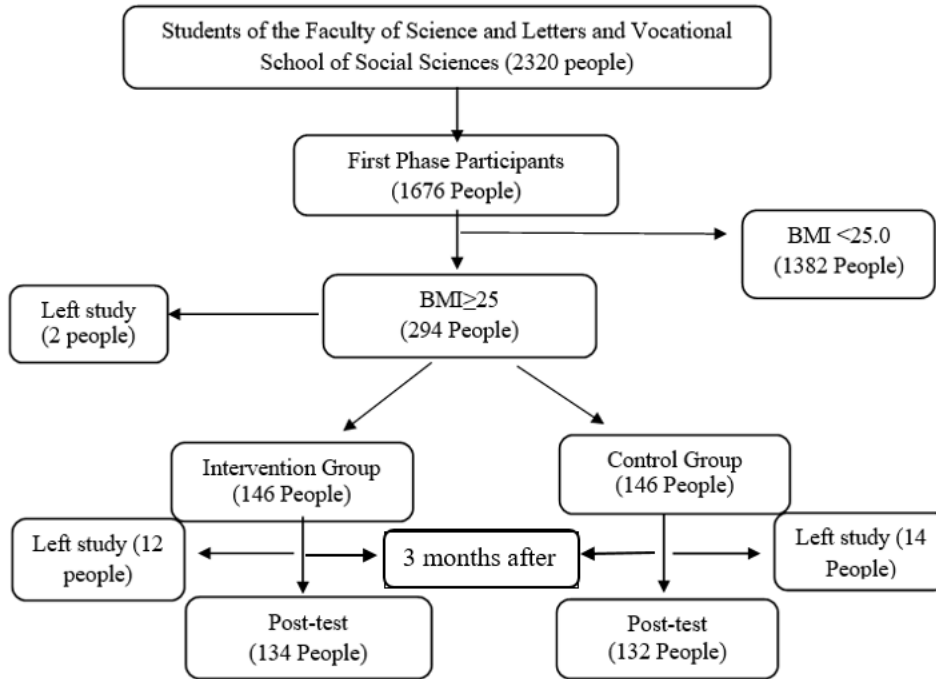 Students of the Faculty of Science and Letters and Vocational
School of Social Sciences (2320 people)
First Phase Participants
(1676 People)
BMI <25.0
(1382 People)
BMI≥25
(294 People)
Left study
(2 people)
Intervention Group
(146 People)
Control Group
(146 People)
Left study (12
people)
3 months after
Left study (14
People)
Post-test
(134 People)
Post-test
(132 People)